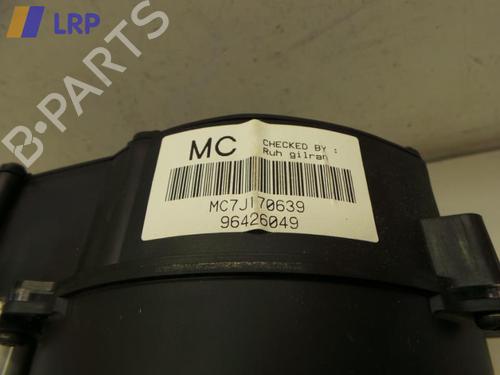 LRP
B-PARTS
MC
CHECKED BY :
Ruh gilran
MC7J170639
96426049